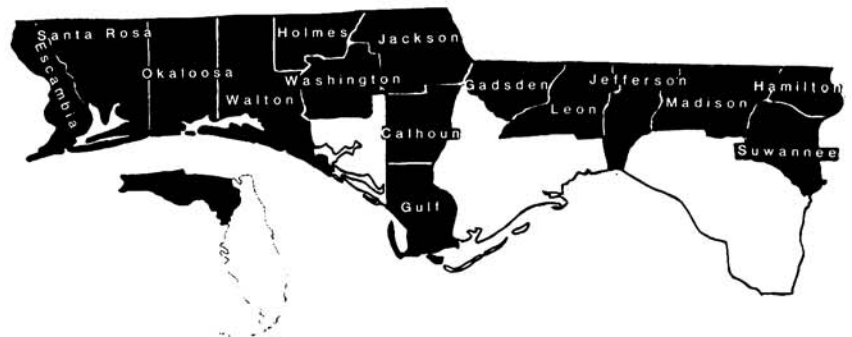 Santa Rosa
Holmes
Jackson
Escambia
Okaloosa
Washington
Walton
Gadsden
Jefferson
Hamilton
Leon
Madison
Calhoun
Suwannee
Gulf